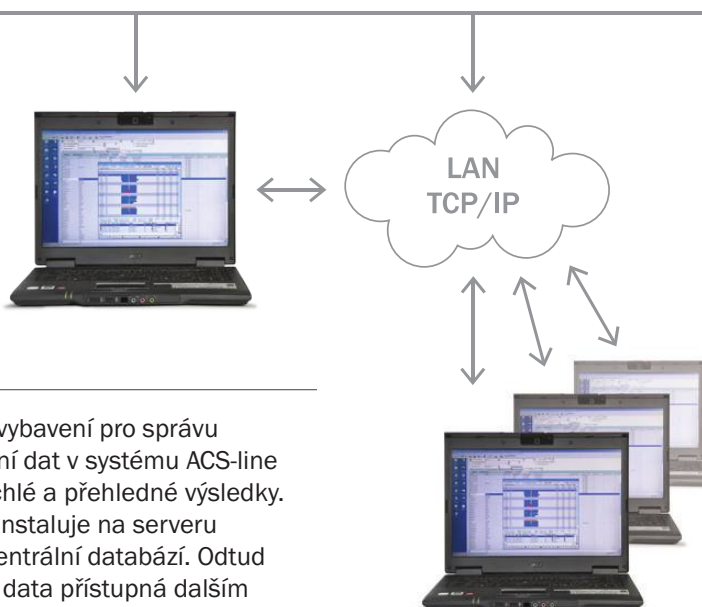 LAN
TCP/IP
vybavení pro správu
ní dat v systému ACS-line
chlé a přehledné výsledky.
nstaluje na serveru
entrální databází. Odtud
data přístupná dalším